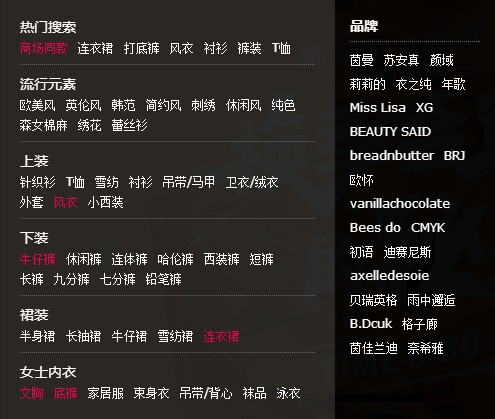 热门搜索
商场同款 连衣裙 打底裤 风衣 衬衫 裤装 T恤
流行元素
欧美风 英伦风 韩范 简约风 刺绣 休闲风 纯色
森女棉麻 绣花 蕾丝衫
上装
针织衫 T恤 雪纺 衬衫 吊带/马甲 卫衣/绒衣
外套 风衣 小西装
下装
牛仔裤 休闲裤 连体裤 哈伦裤 西装裤 短裤
长裤 九分裤 七分裤 铅笔裤
裙装
半身裙 长袖裙 牛仔裙 雪纺裙 连衣裙
女士内衣
文胸 底裤 家居服 束身衣 吊带/背心 袜品 泳衣
品牌
茵曼 苏安真 颜域
莉莉的 衣之纯 年歌
Miss Lisa XG
BEAUTY SAID
breadnbutter BRJ
欧怀
vanillachocolate
Bees do CMYK
初语 迪赛尼斯
axelledesoie
贝瑞英格 雨中邂逅
B.Dcuk 格子廊
茵佳兰迪 奈希雅